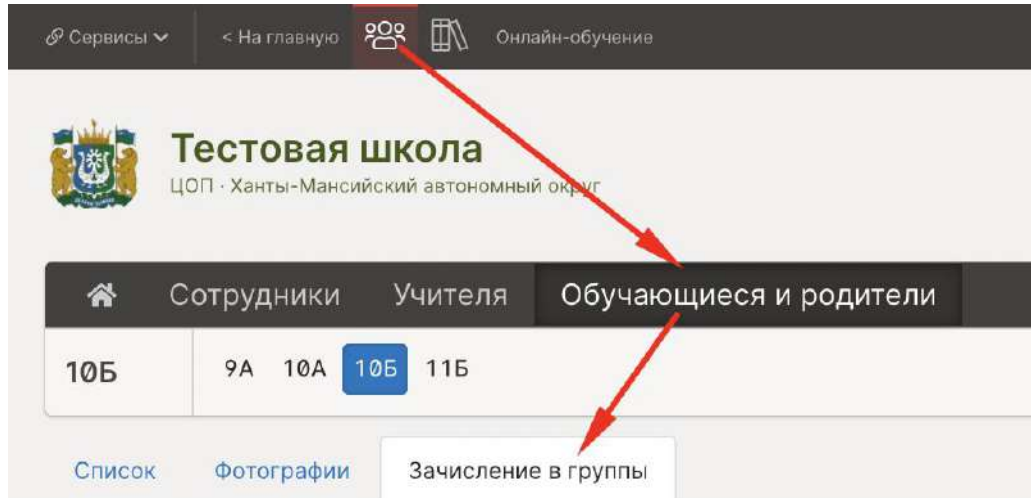 Сервисы < На главную Онлайн-обучение
Тестовая школа
ЦОП · Ханты-Мансийский автономный округ
Сотрудники Учителя Обучающиеся и родители
10Б 9А 10А 10Б 11Б
Список Фотографии Зачисление в группы